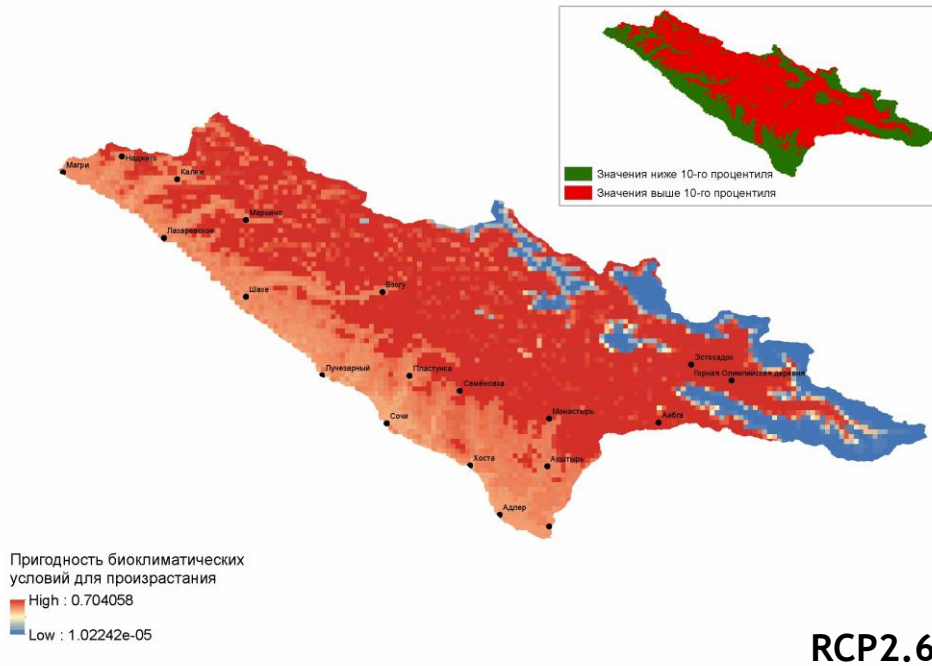 Значения ниже 10-го процентиля
Значения выше 10-го процентиля
Магри
Наджиго
Калеж
Марьино
Лазаревское
Шахе
Бзогу
Лучезарный
Пластунка
Семёновка
Сочи
Эстосадок
Горная Олимпийская деревня
Монастырь
Аибга
Хоста
Ахштырь
Адлер
Пригодность биоклиматических
условий для произрастания
High : 0.704058
Low : 1.02242e-05
RCP2.6